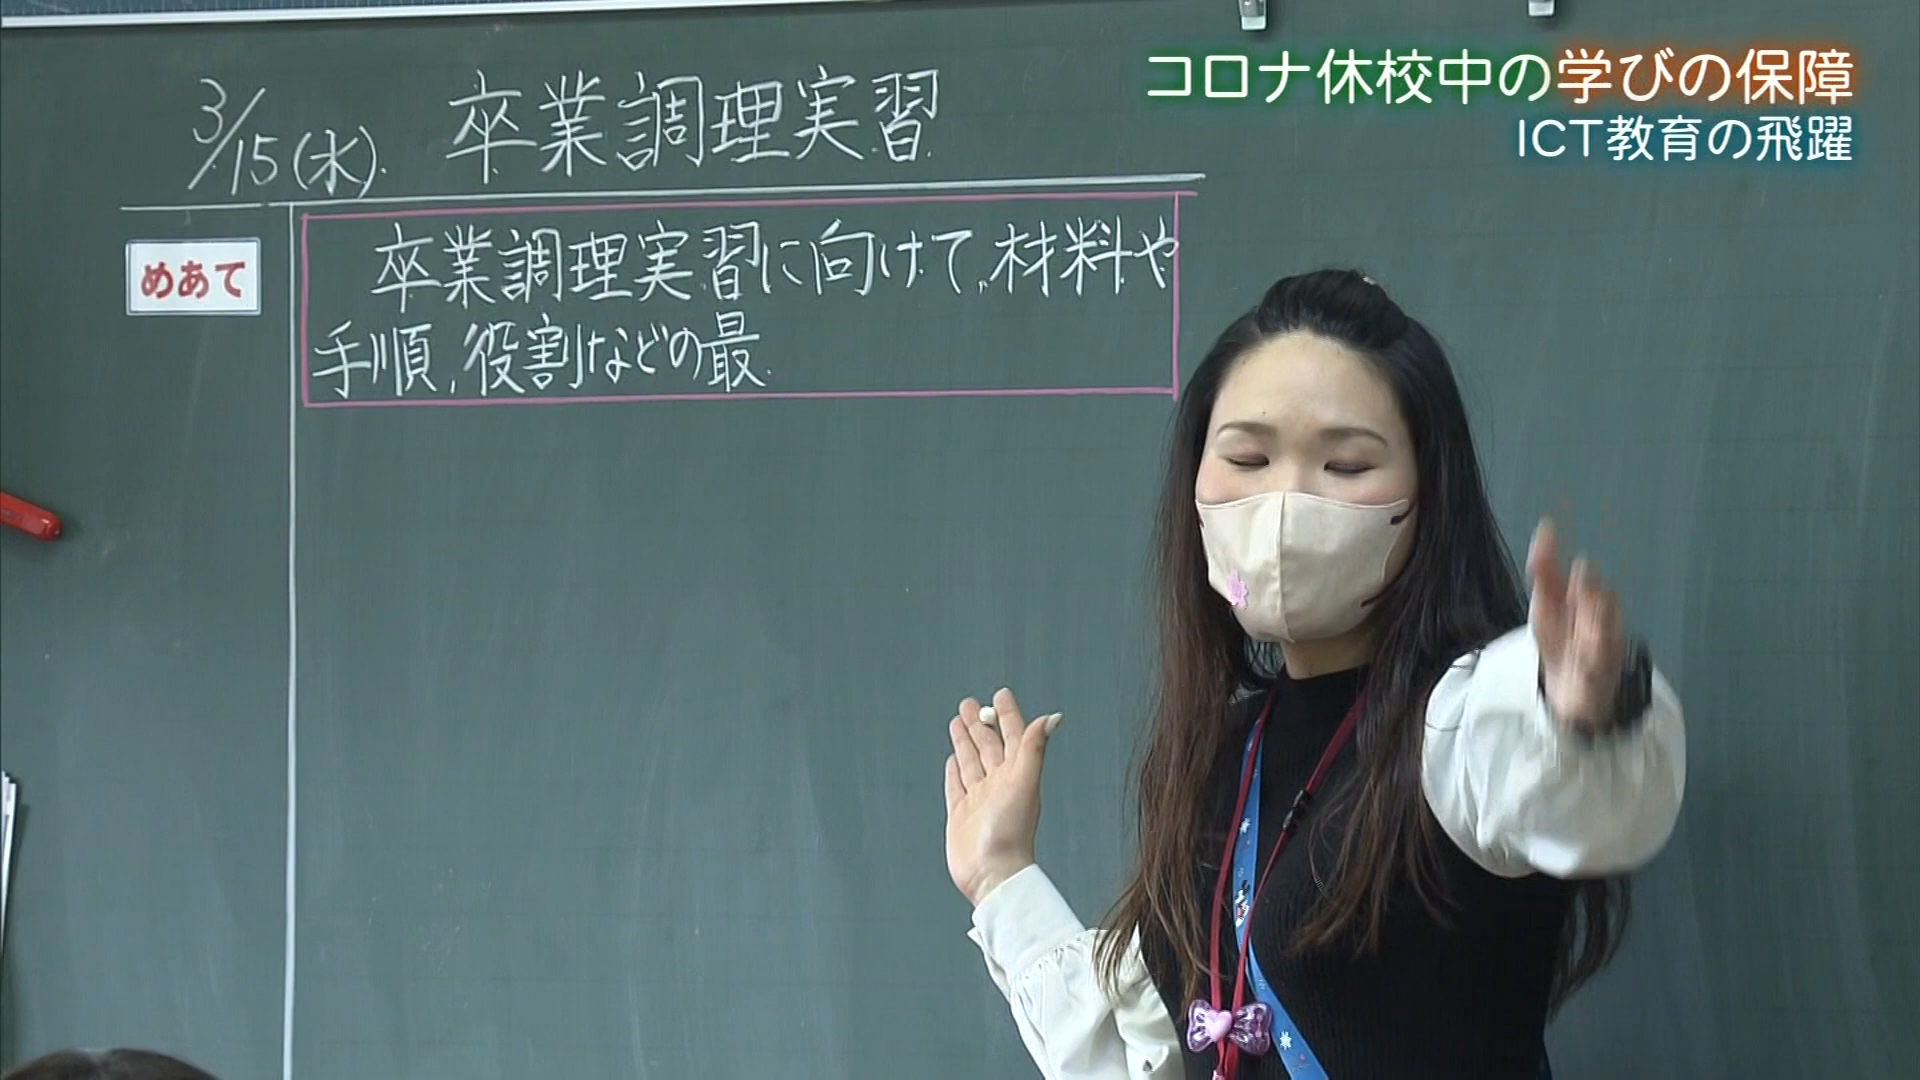 コロナ休校中の学びの保障
ICT教育の飛躍
3/15(水). 卒業調理実習
めあて
卒業調理実習に向けて、材料や
手順、役割などの最